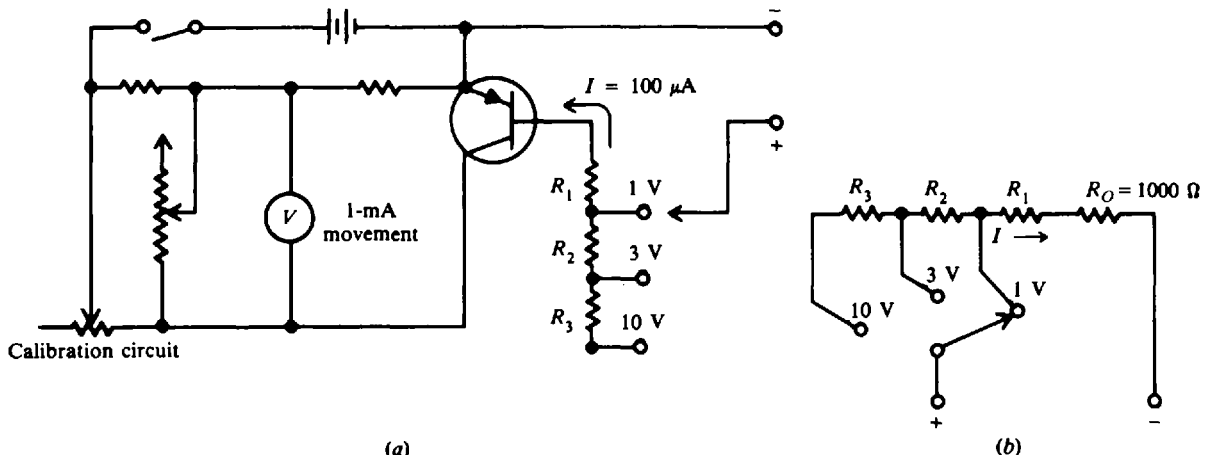 −
I = 100 μA
+
R1
1 V
V
1-mA
movement
R2
3 V
R3
10 V
Calibration circuit
(a)
R3
R2
R1
RO = 1000 Ω
I
3 V
1 V
10 V
+
−
(b)